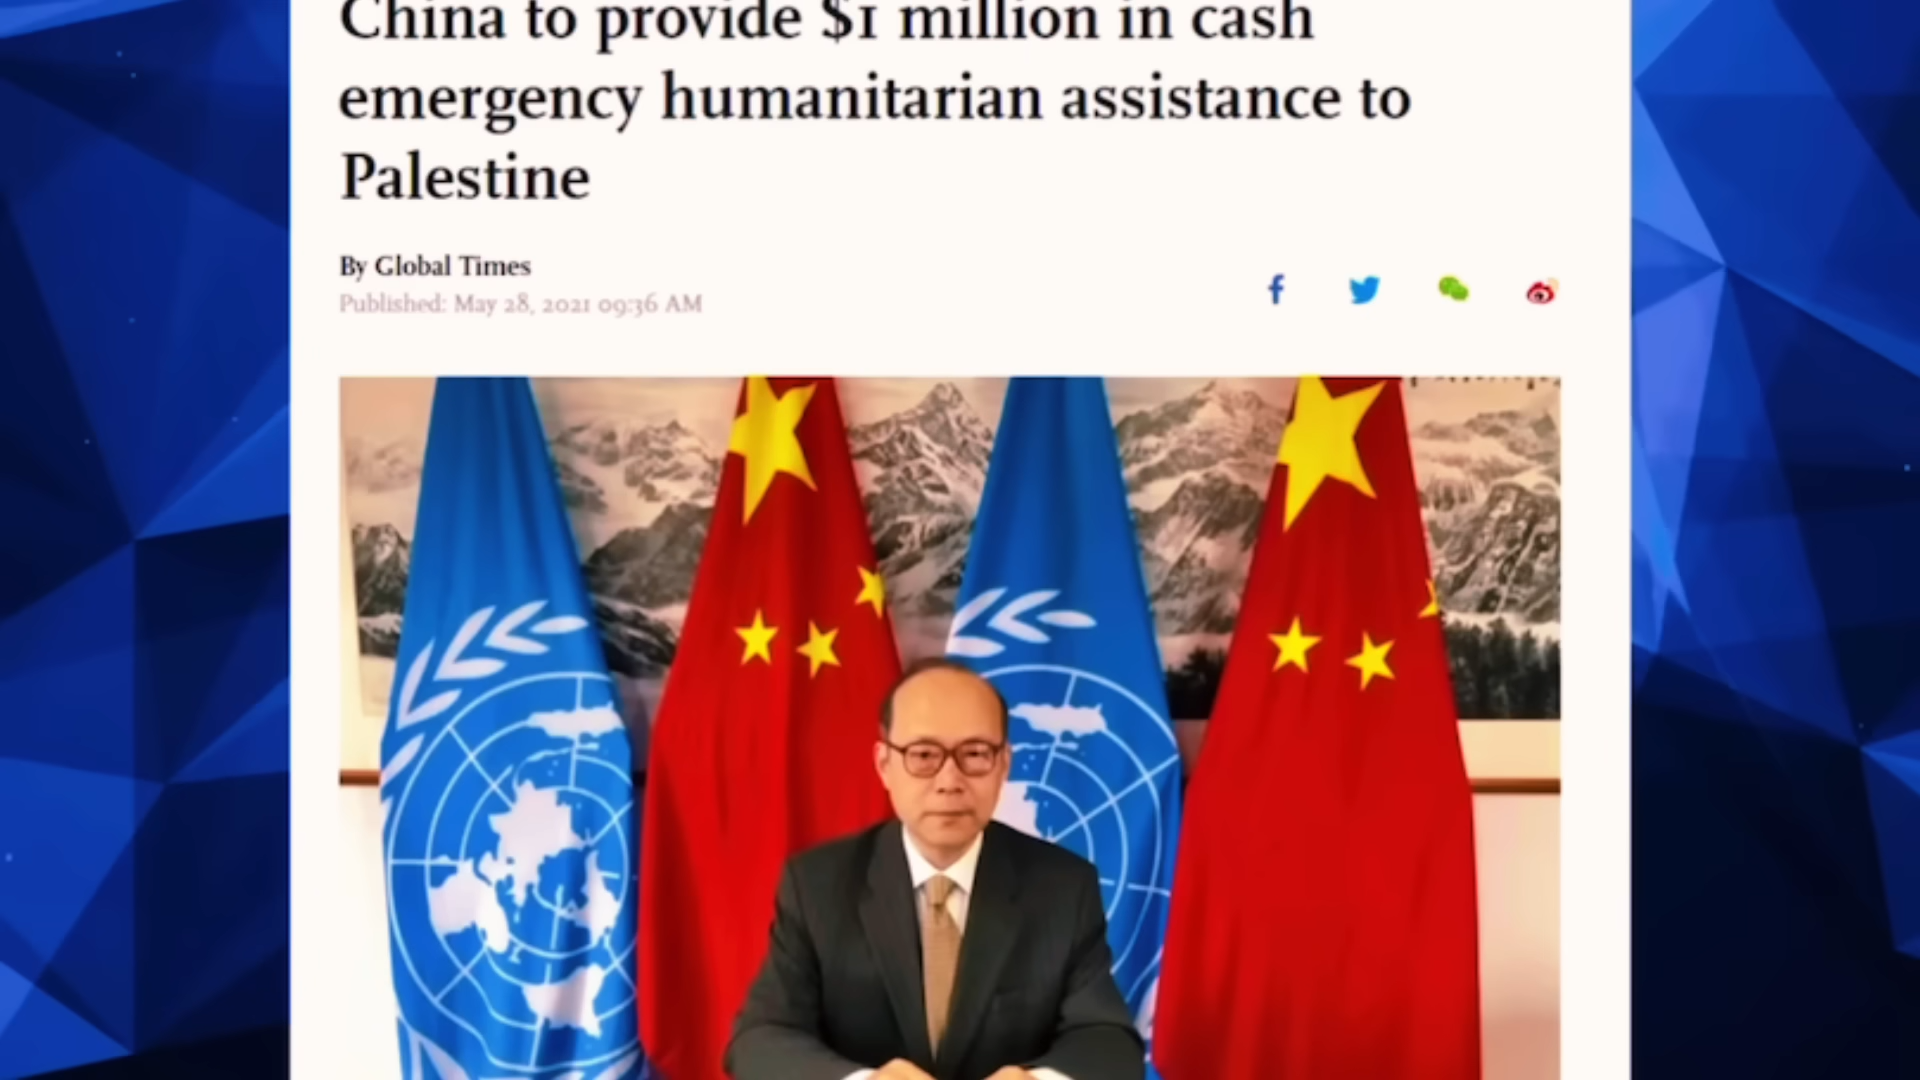 China to provide $1 million in cash
emergency humanitarian assistance to
Palestine
By Global Times
Published: May 28, 2021 09:36 AM